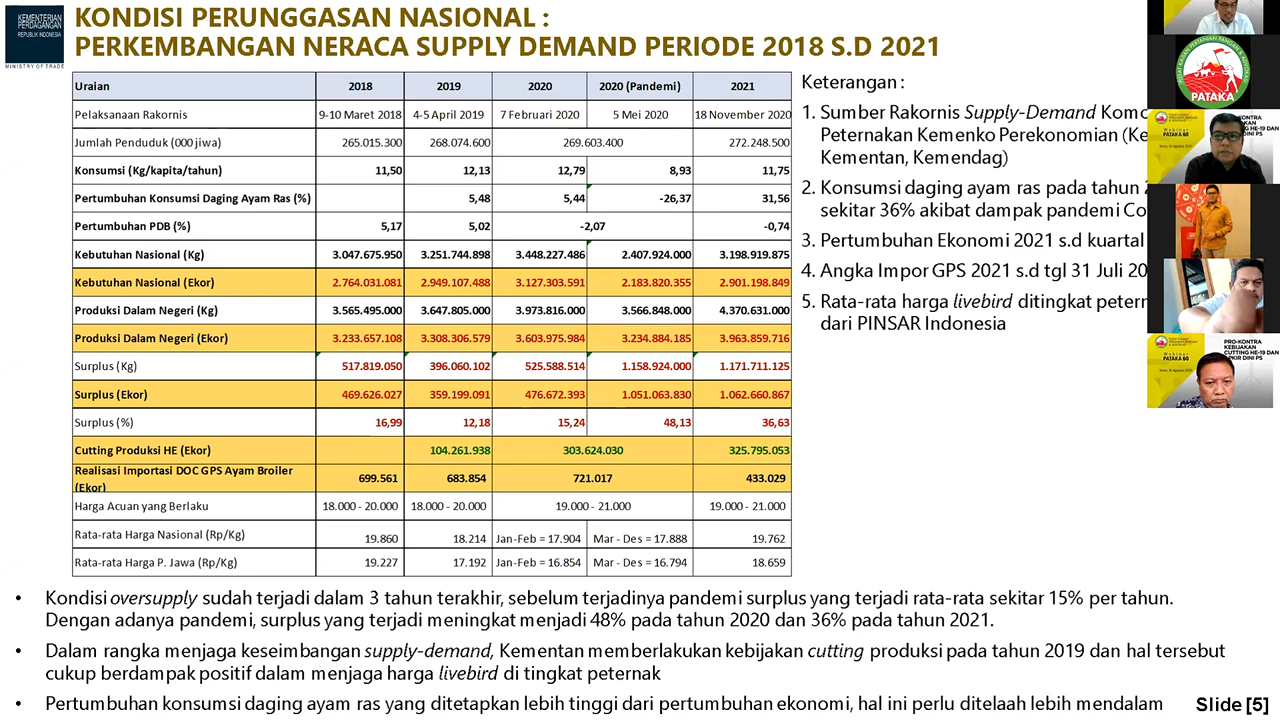 KEMENTERIAN
PERDAGANGAN
REPUBLIK INDONESIA
MINISTRY OF TRADE
KONDISI PERUNGGASAN NASIONAL :
PERKEMBANGAN NERACA SUPPLYDEMAND PERIODE 2018 S.D 2021
Uraian 2018 2019 2020 2020 (Pandemi) 2021
Pelaksanaan Rakornis 9-10 Maret 2018 4-5 April 2019 7 Februari 2020 5 Mei 2020 18 November 2020
Jumlah Penduduk (000 jiwa) 265.015.300 268.074.600 269.603.400 272.248.500
Konsumsi (Kg/kapita/tahun) 11,50 12,13 12,79 8,93 11,75
Pertumbuhan Konsumsi Daging Ayam Ras (%) 5,48 5,44 -26,37 31,56
Pertumbuhan PDB (%) 5,17 5,02 -2,07 -0,74
Kebutuhan Nasional (Kg) 3.047.675.950 3.251.744.898 3.448.227.486 2.407.924.000 3.198.919.875
Kebutuhan Nasional (Ekor) 2.764.031.081 2.949.107.488 3.127.303.591 2.183.820.355 2.901.198.849
Produksi Dalam Negeri (Kg) 3.565.495.000 3.647.805.000 3.973.816.000 3.566.848.000 4.370.631.000
Produksi Dalam Negeri (Ekor) 3.233.657.108 3.308.306.579 3.603.975.984 3.234.884.185 3.963.859.716
Surplus (Kg) 517.819.050 396.060.102 525.588.514 1.158.924.000 1.171.711.125
Surplus (Ekor) 469.626.027 359.199.091 476.672.393 1.051.063.830 1.062.660.867
Surplus (%) 16,99 12,18 15,24 48,13 36,63
Cutting Produksi HE (Ekor) 104.261.938 303.624.030 325.795.053
Realisasi Importasi DOC GPS Ayam Broiler
(Ekor) 699.561 683.854 721.017 433.029
Harga Acuan yang Berlaku 18.000 - 20.000 18.000 - 20.000 19.000 - 21.000 19.000 - 21.000
Rata-rata Harga Nasional (Rp/Kg) 19.860 18.214 Jan-Feb = 17.904 Mar - Des = 17.888 19.762
Rata-rata Harga P. Jawa (Rp/Kg) 19.227 17.192 Jan-Feb = 16.854 Mar - Des = 16.794 18.659
Keterangan :
1. Sumber Rakornis Supply-Demand Komo
Peternakan Kemenko Perekonomian (Ke
Kementan, Kemendag)
2. Konsumsi daging ayam ras pada tahun 2
sekitar 36% akibat dampak pandemi Co
3. Pertumbuhan Ekonomi 2021 s.d kuartal
4. Angka Impor GPS 2021 s.d tgl 31 Juli 20
5. Rata-rata harga livebird ditingkat petern
dari PINSAR Indonesia
PATAKA
Webinar
PATAKA 60
KONTRA
PRO-KONTRA
KEBIJAKAN
CUTTING HE-19 DAN
Webinar
PATAKA 60
• Kondisi oversupply sudah terjadi dalam 3 tahun terakhir, sebelum terjadinya pandemi surplus yang terjadi rata-rata sekitar 15% per tahun.
Dengan adanya pandemi, surplus yang terjadi meningkat menjadi 48% pada tahun 2020 dan 36% pada tahun 2021.
• Dalam rangka menjaga keseimbangan supply-demand, Kementan memberlakukan kebijakan cutting produksi pada tahun 2019 dan hal tersebut
cukup berdampak positif dalam menjaga harga livebird di tingkat peternak
• Pertumbuhan konsumsi daging ayam ras yang ditetapkan lebih tinggi dari pertumbuhan ekonomi, hal ini perlu ditelaah lebih mendalam
Slide [5]